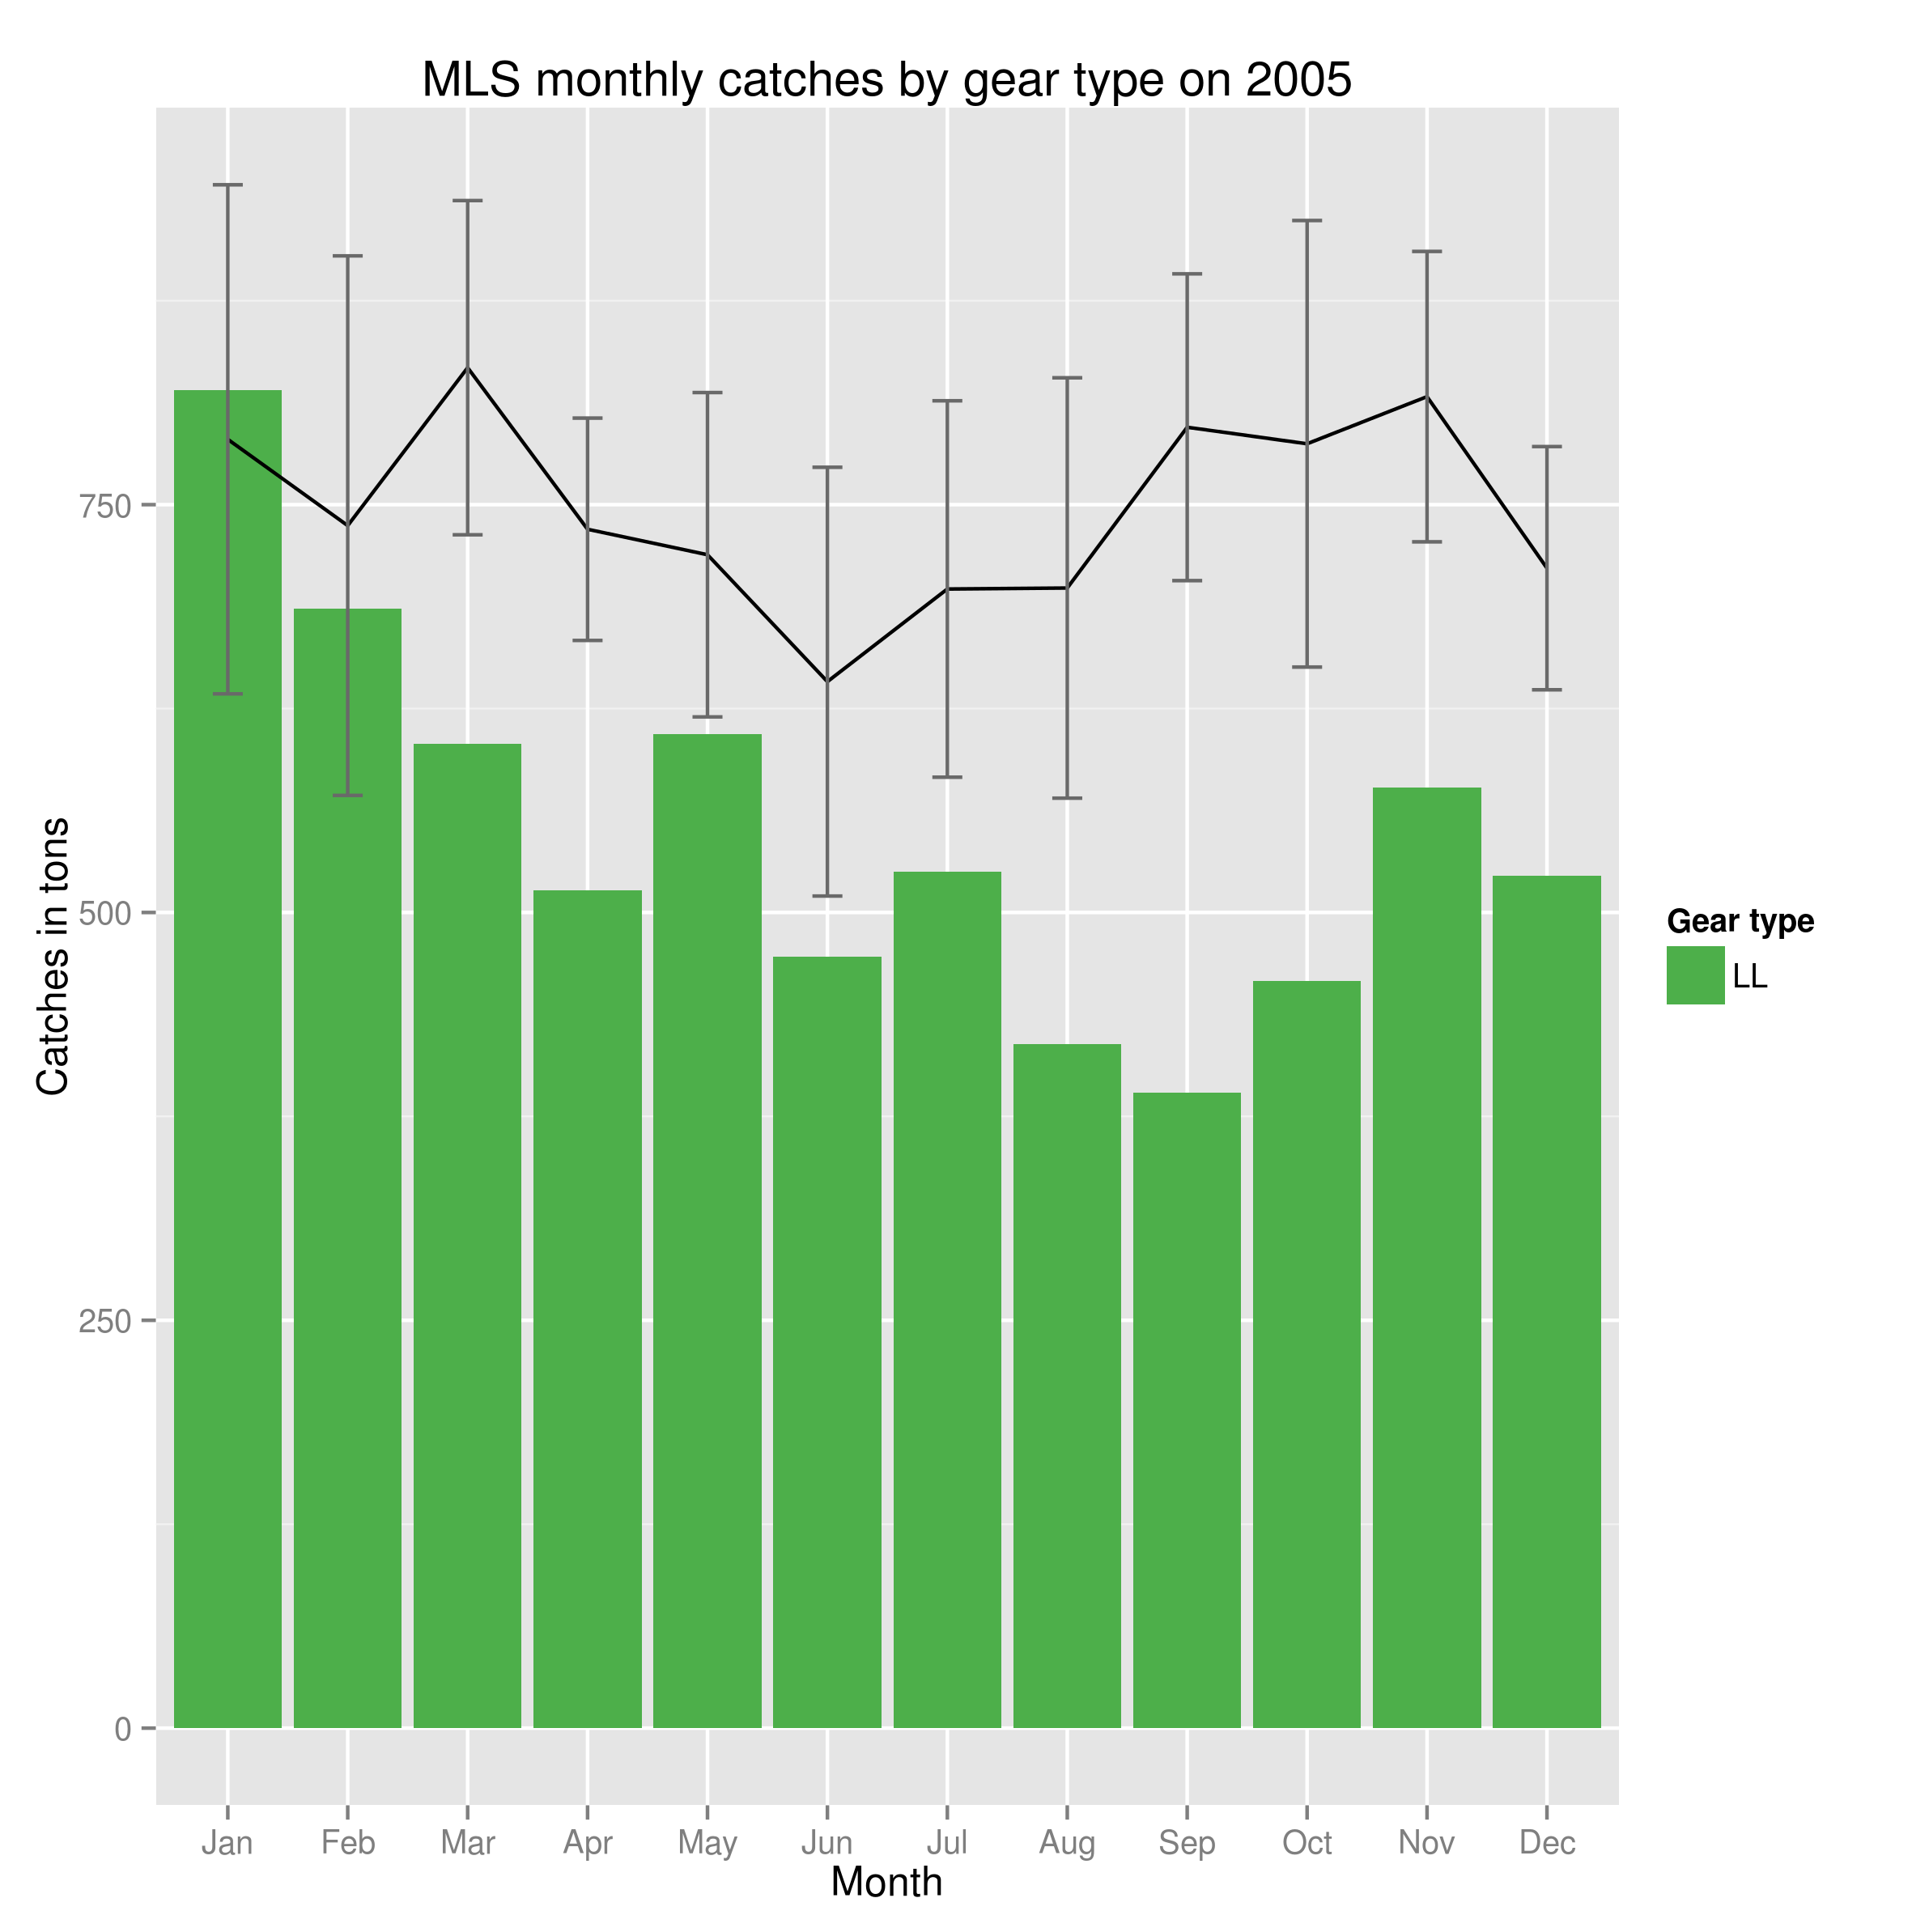 MLS monthly catches by gear type on 2005
Catches in tons
750
500
250
0
Jan Feb Mar Apr May Jun Jul Aug Sep Oct Nov Dec
Month
Gear type
LL